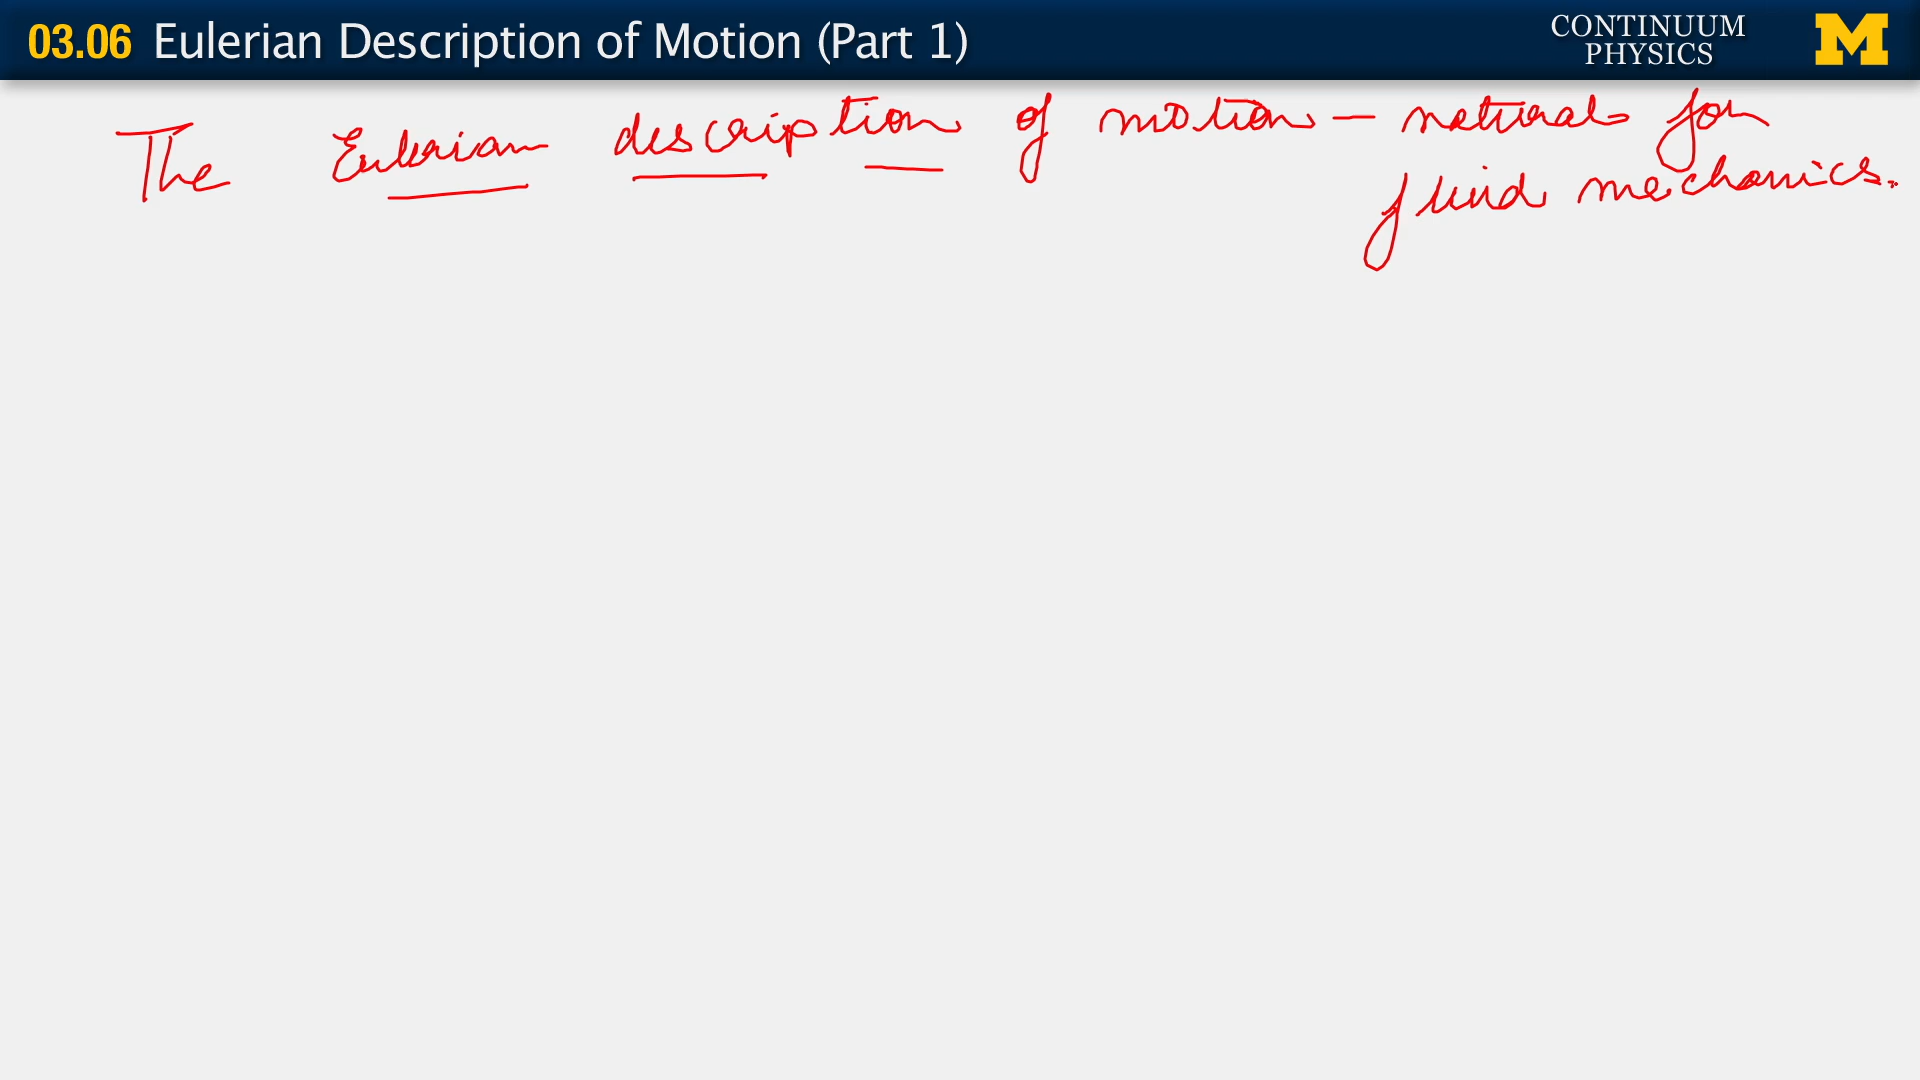 03.06 Eulerian Description of Motion (Part 1)
CONTINUUM
PHYSICS
M
The Eulerian description of motion - natural for
fluid mechanics.